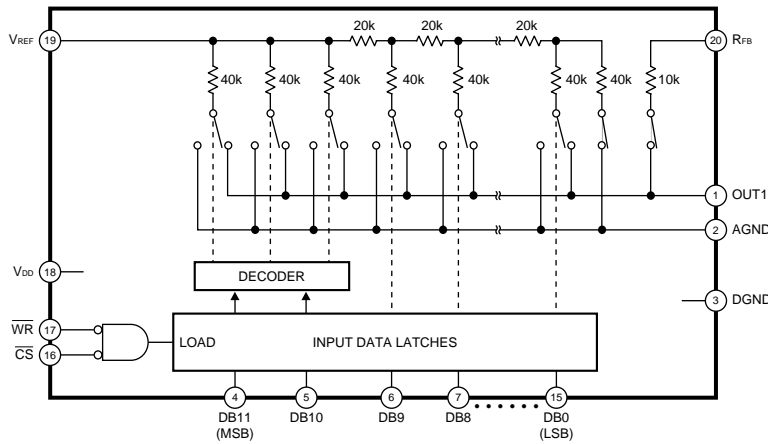 20k 20k 20k
VREF 19 20 RFB
40k 40k 40k 40k 40k 40k 40k 10k
1 OUT1
2 AGND
DECODER
VDD 18
3 DGND
WR 17
LOAD INPUT DATA LATCHES
CS 16
4 5 6 7 15
DB11 DB10 DB9 DB8 DB0
(MSB) (LSB)